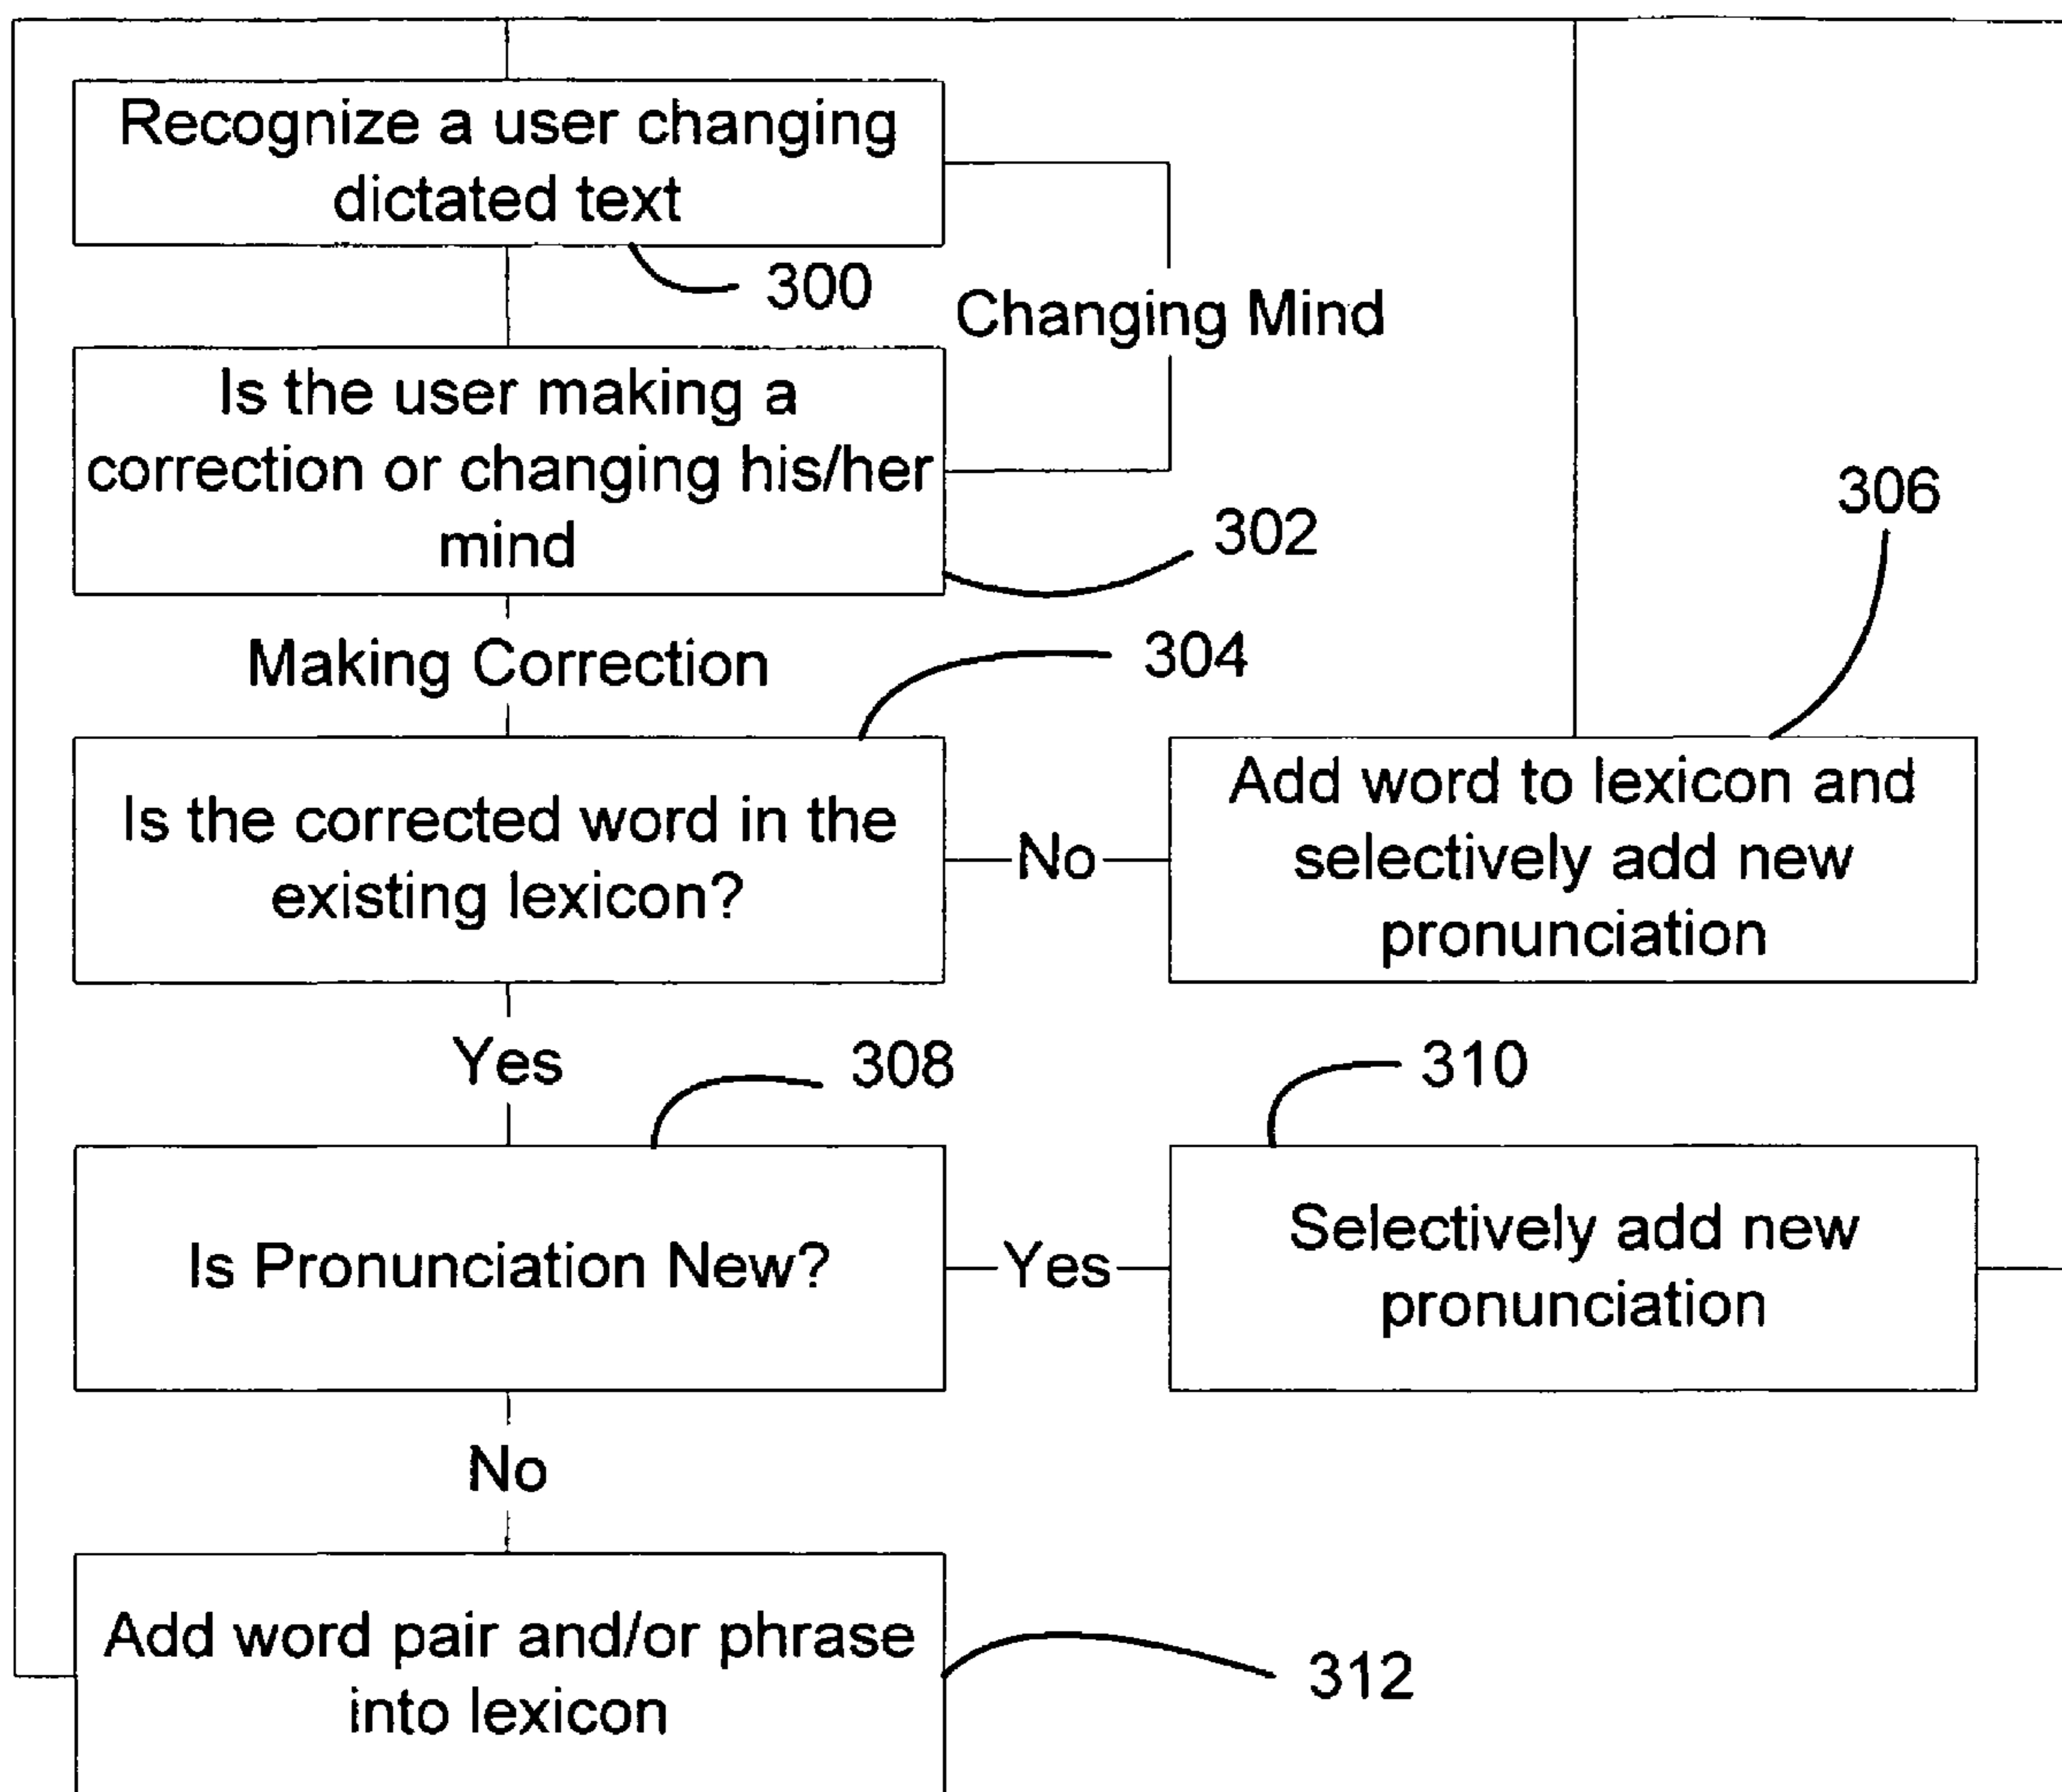 Recognize a user changing
dictated text
300
Changing Mind
Is the user making a
correction or changing his/her
mind
302
306
Making Correction
304
Is the corrected word in the
existing lexicon?
No
Add word to lexicon and
selectively add new
pronunciation
Yes
308
310
Is Pronunciation New?
Yes
Selectively add new
pronunciation
No
Add word pair and/or phrase
into lexicon
312